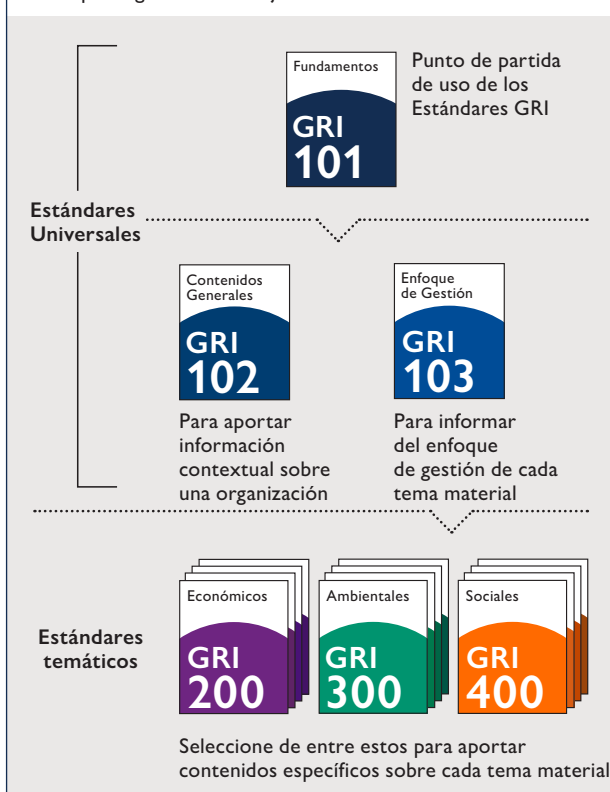 Fundamentos
GRI
101
Punto de partida
de uso de los
Estándares GRI
Estándares
Universales
Contenidos
Generales
GRI
102
Para aportar
información
contextual sobre
una organización
Enfoque
de Gestión
GRI
103
Para informar
del enfoque
de gestión de cada
tema material
Estándares
temáticos
Económicos
GRI
200
Ambientales
GRI
300
Sociales
GRI
400
Seleccione de entre estos para aportar
contenidos específicos sobre cada tema material